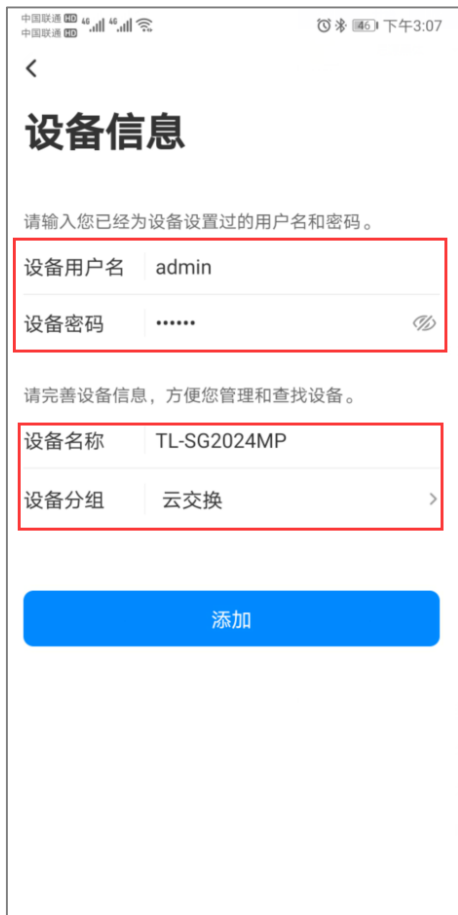 中国联通 HD 4G 4G
中国联通 HD 46 下午3:07
设备信息
请输入您已经为设备设置过的用户名和密码。
设备用户名 admin
设备密码 ••••••
请完善设备信息，方便您管理和查找设备。
设备名称 TL-SG2024MP
设备分组 云交换
添加